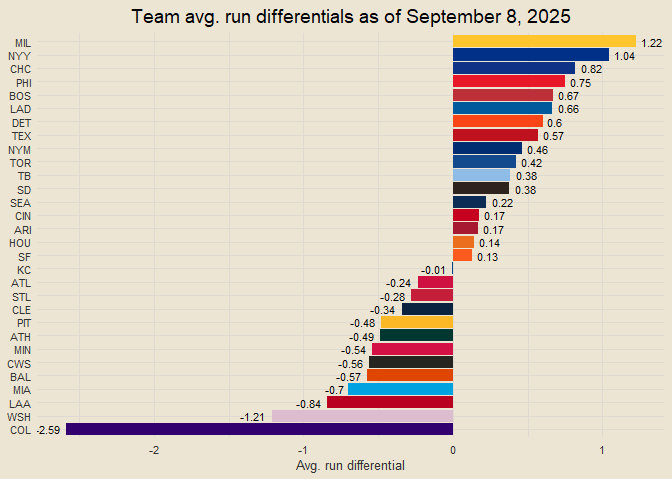 Team avg. run differentials as of September 8, 2025
MIL 1.22
NYY 1.04
CHC 0.82
PHI 0.75
BOS 0.67
LAD 0.66
DET 0.6
TEX 0.57
NYM 0.46
TOR 0.42
TB 0.38
SD 0.38
SEA 0.22
CIN 0.17
ARI 0.17
HOU 0.14
SF 0.13
KC -0.01
ATL -0.24
STL -0.28
CLE -0.34
PIT -0.48
ATH -0.49
MIN -0.54
CWS -0.56
BAL -0.57
MIA -0.7
LAA -0.84
WSH -1.21
COL -2.59
-2 -1 0 1
Avg. run differential